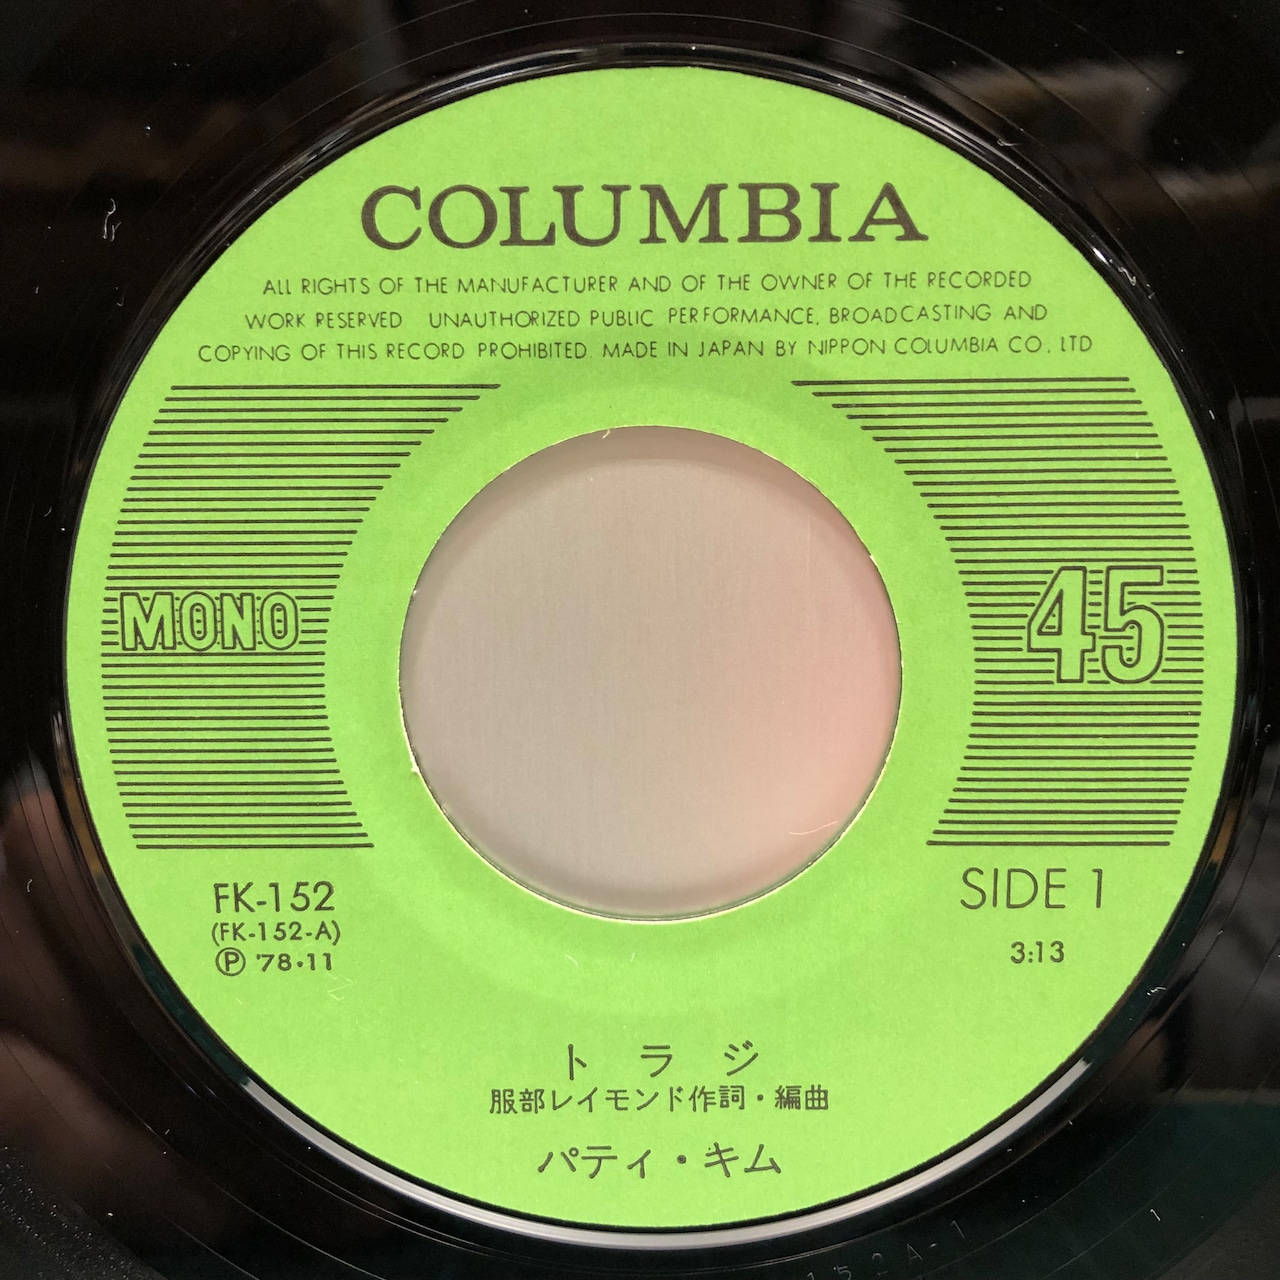 COLUMBIA
ALL RIGHTS OF THE MANUFACTURER AND OF THE OWNER OF THE RECORDED
WORK RESERVED UNAUTHORIZED PUBLIC PERFORMANCE, BROADCASTING AND
COPYING OF THIS RECORD PROHIBITED. MADE IN JAPAN BY NIPPON COLUMBIA CO., LTD
MONO
45
FK-152
(FK-152-A)
Ⓟ '78・11
SIDE 1
3:13
トラジ
服部レイモンド作詞・編曲
パティ・キム
152A-1
1